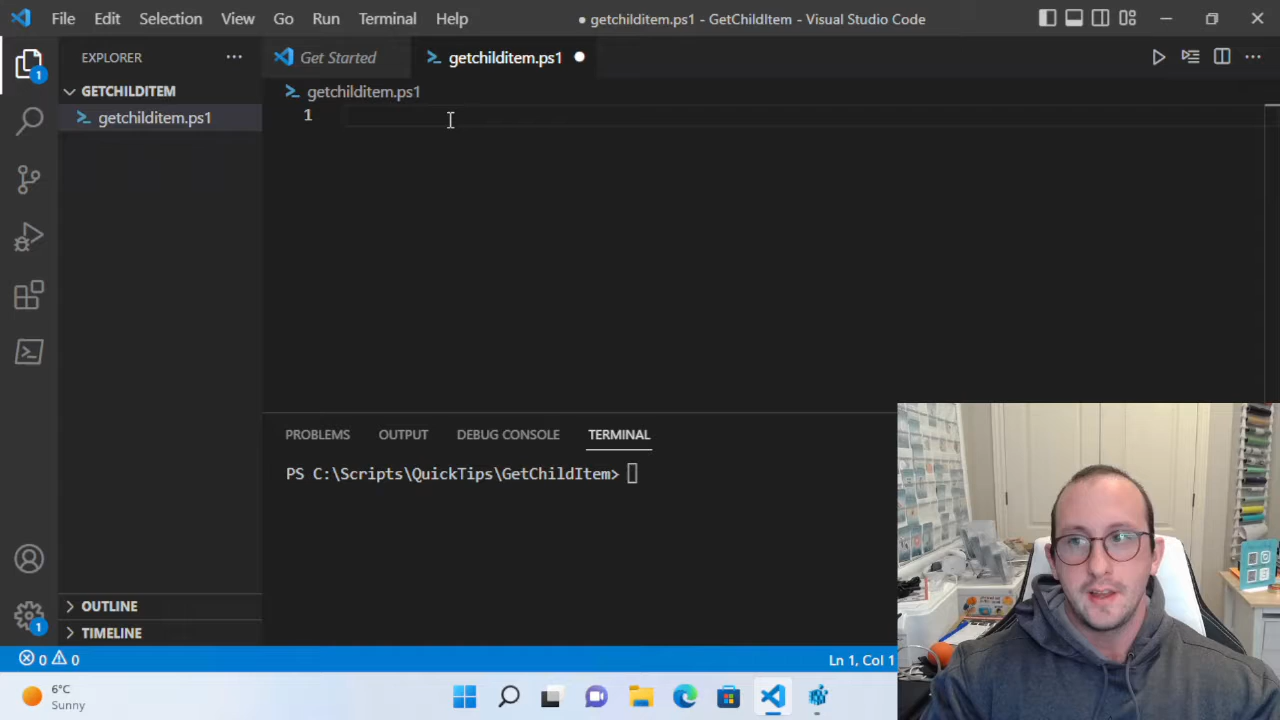 File Edit Selection View Go Run Terminal Help
● getchilditem.ps1 - GetChildItem - Visual Studio Code
EXPLORER
Get Started
getchilditem.ps1
GETCHILDITEM
getchilditem.ps1
getchilditem.ps1
1
PROBLEMS OUTPUT DEBUG CONSOLE TERMINAL
PS C:\Scripts\QuickTips\GetChildItem>
1
1
OUTLINE
TIMELINE
0 0
Ln 1, Col 1
6°C
Sunny